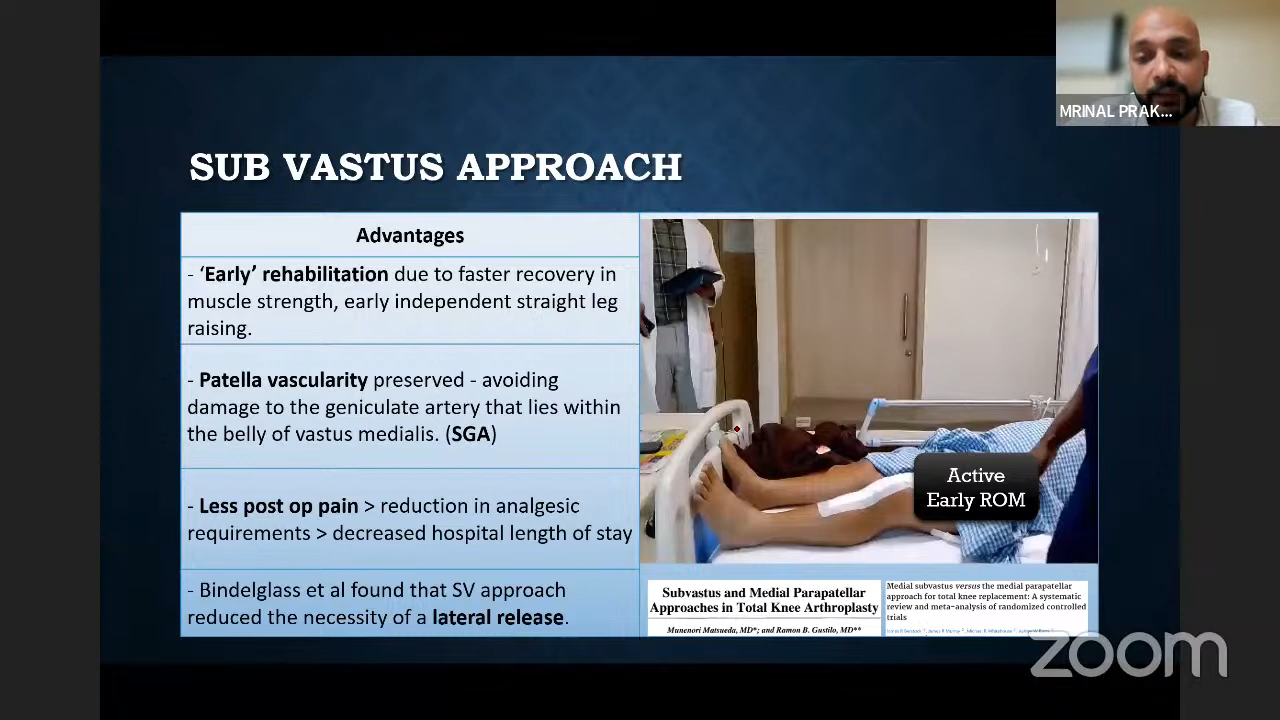 MRINAL PRAK...
SUB VASTUS APPROACH
Advantages
- ‘Early’ rehabilitation due to faster recovery in
muscle strength, early independent straight leg
raising.
- Patella vascularity preserved - avoiding
damage to the geniculate artery that lies within
the belly of vastus medialis. (SGA)
- Less post op pain > reduction in analgesic
requirements > decreased hospital length of stay
- Bindelglass et al found that SV approach
reduced the necessity of a lateral release.
Active
Early ROM
Subvastus and Medial Parapatellar
Approaches in Total Knee Arthroplasty
Munenori Matsueda, MD*; and Ramon B. Gustilo, MD**
Medial subvastus versus the medial parapatellar
approach for total knee replacement: A systematic
review and meta-analysis of randomized controlled
trials
zoom